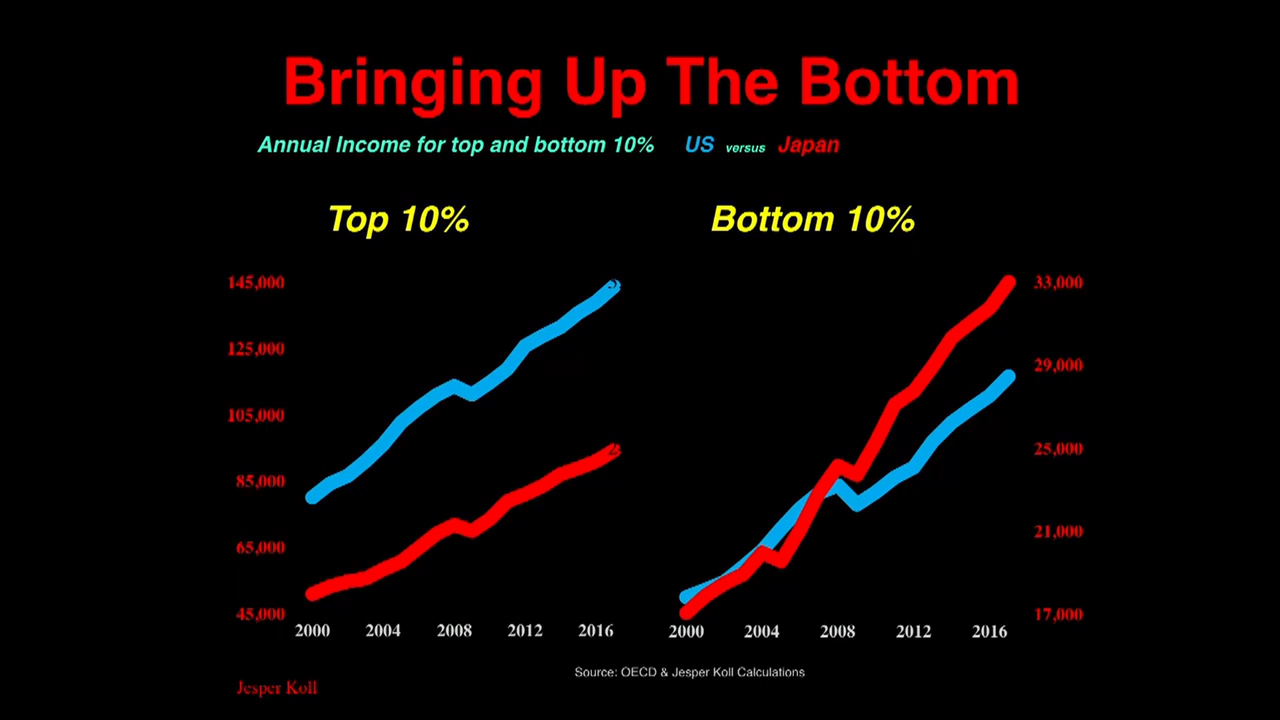 Bringing Up The Bottom
Annual Income for top and bottom 10% US versus Japan
Top 10%
Bottom 10%
145,000
125,000
105,000
85,000
65,000
45,000
2000 2004 2008 2012 2016
33,000
29,000
25,000
21,000
17,000
2000 2004 2008 2012 2016
Source: OECD & Jesper Koll Calculations
Jesper Koll